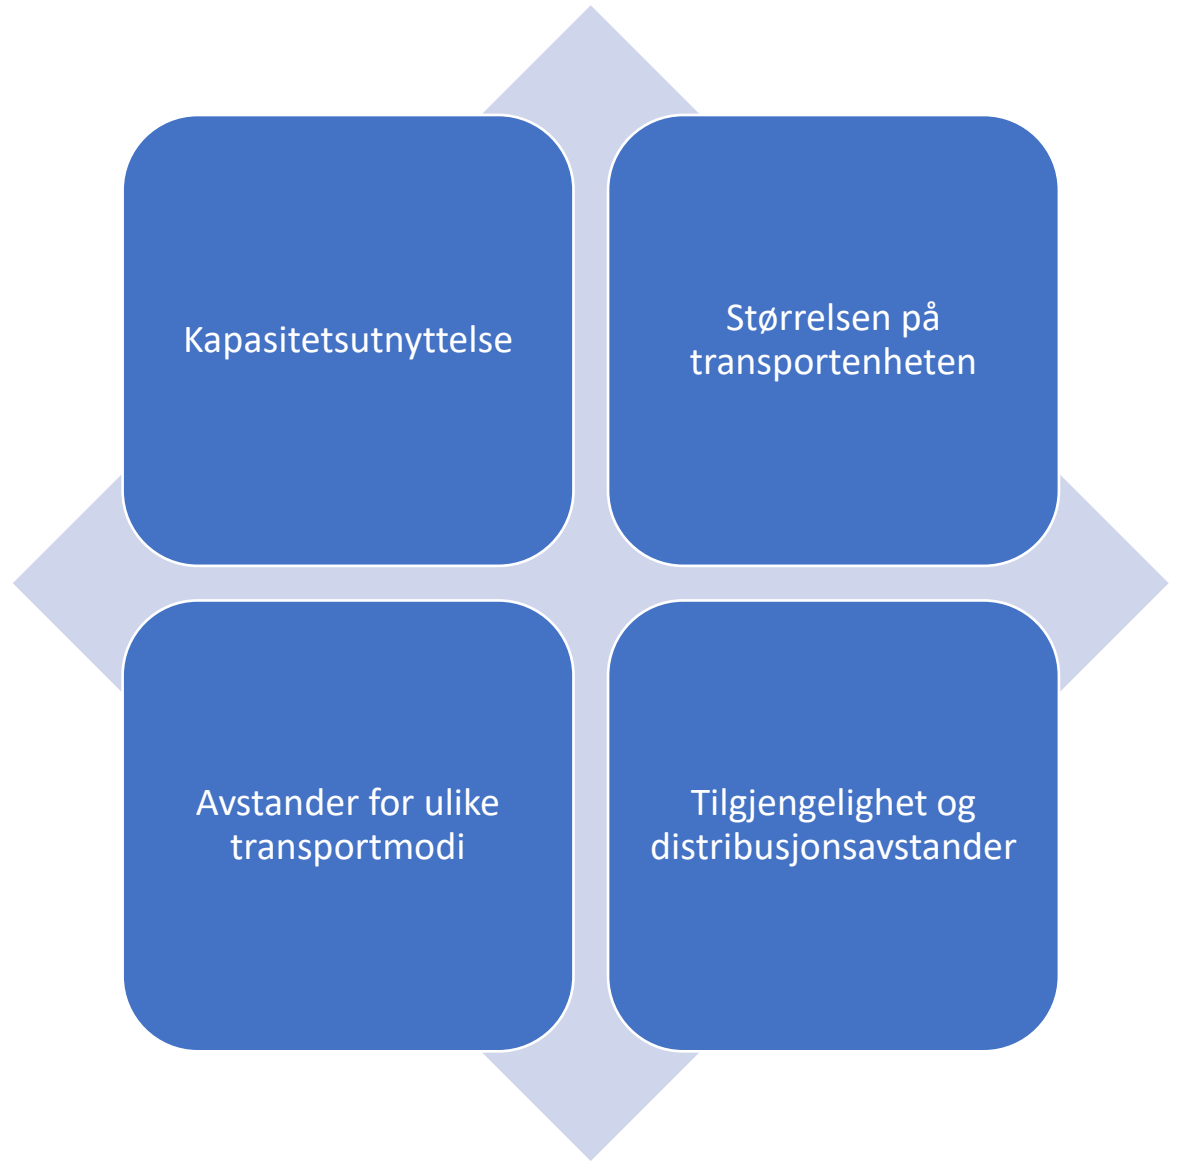 Kapasitetsutnyttelse
Størrelsen på
transportenheten
Avstander for ulike
transportmodi
Tilgjengelighet og
distribusjonsavstander